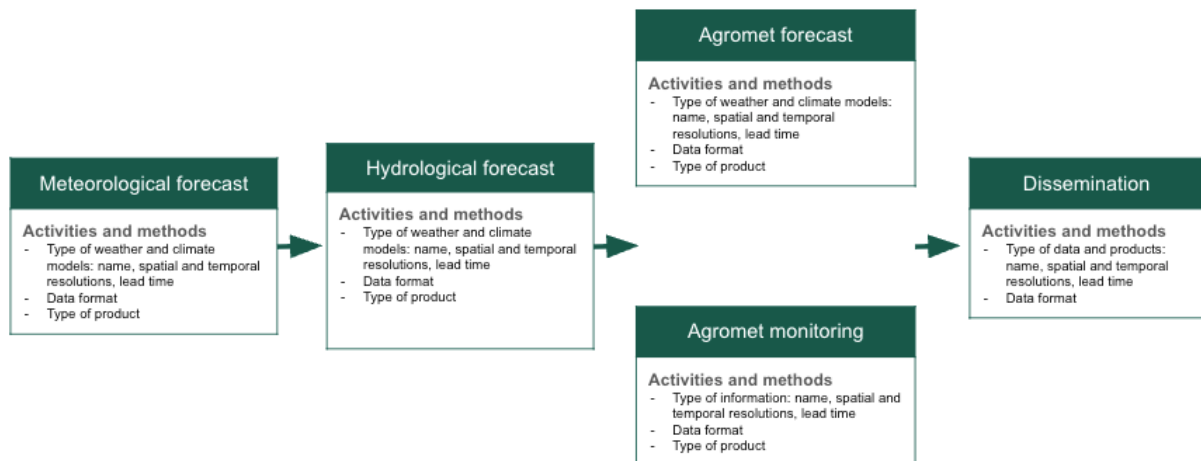 Meteorological forecast
Activities and methods
- Type of weather and climate
models: name, spatial and temporal
resolutions, lead time
- Data format
- Type of product
Hydrological forecast
Activities and methods
- Type of weather and climate
models: name, spatial and temporal
resolutions, lead time
- Data format
- Type of product
Agromet forecast
Activities and methods
- Type of weather and climate models:
name, spatial and temporal
resolutions, lead time
- Data format
- Type of product
Agromet monitoring
Activities and methods
- Type of information: name, spatial and
temporal resolutions, lead time
- Data format
- Type of product
Dissemination
Activities and methods
- Type of data and products:
name, spatial and temporal
resolutions, lead time
- Data format